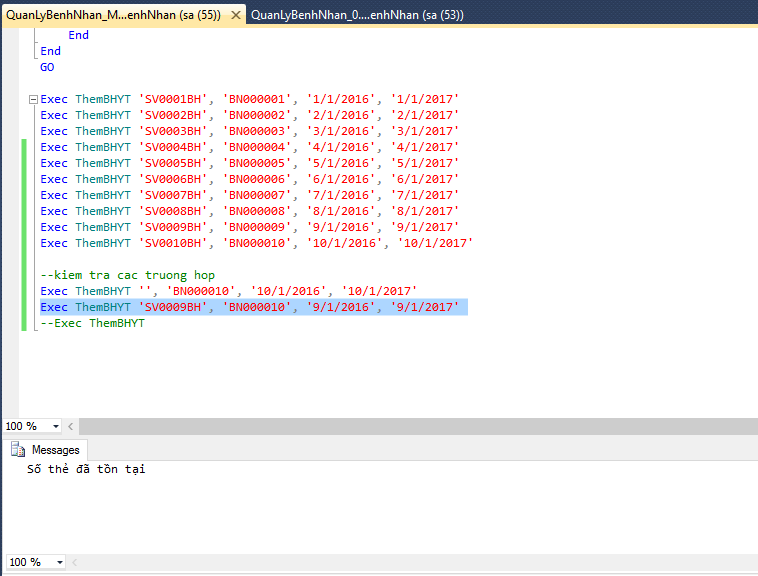 QuanLyBenhNhan_M...enhNhan (sa (55)) QuanLyBenhNhan_0....enhNhan (sa (53))
End
End
GO
Exec ThemBHYT 'SV0001BH', 'BN000001', '1/1/2016', '1/1/2017'
Exec ThemBHYT 'SV0002BH', 'BN000002', '2/1/2016', '2/1/2017'
Exec ThemBHYT 'SV0003BH', 'BN000003', '3/1/2016', '3/1/2017'
Exec ThemBHYT 'SV0004BH', 'BN000004', '4/1/2016', '4/1/2017'
Exec ThemBHYT 'SV0005BH', 'BN000005', '5/1/2016', '5/1/2017'
Exec ThemBHYT 'SV0006BH', 'BN000006', '6/1/2016', '6/1/2017'
Exec ThemBHYT 'SV0007BH', 'BN000007', '7/1/2016', '7/1/2017'
Exec ThemBHYT 'SV0008BH', 'BN000008', '8/1/2016', '8/1/2017'
Exec ThemBHYT 'SV0009BH', 'BN000009', '9/1/2016', '9/1/2017'
Exec ThemBHYT 'SV0010BH', 'BN000010', '10/1/2016', '10/1/2017'
--kiem tra cac truong hop
Exec ThemBHYT '', 'BN000010', '10/1/2016', '10/1/2017'
Exec ThemBHYT 'SV0009BH', 'BN000010', '9/1/2016', '9/1/2017'
--Exec ThemBHYT
100 %
Messages
Số thẻ đã tồn tại
100 %